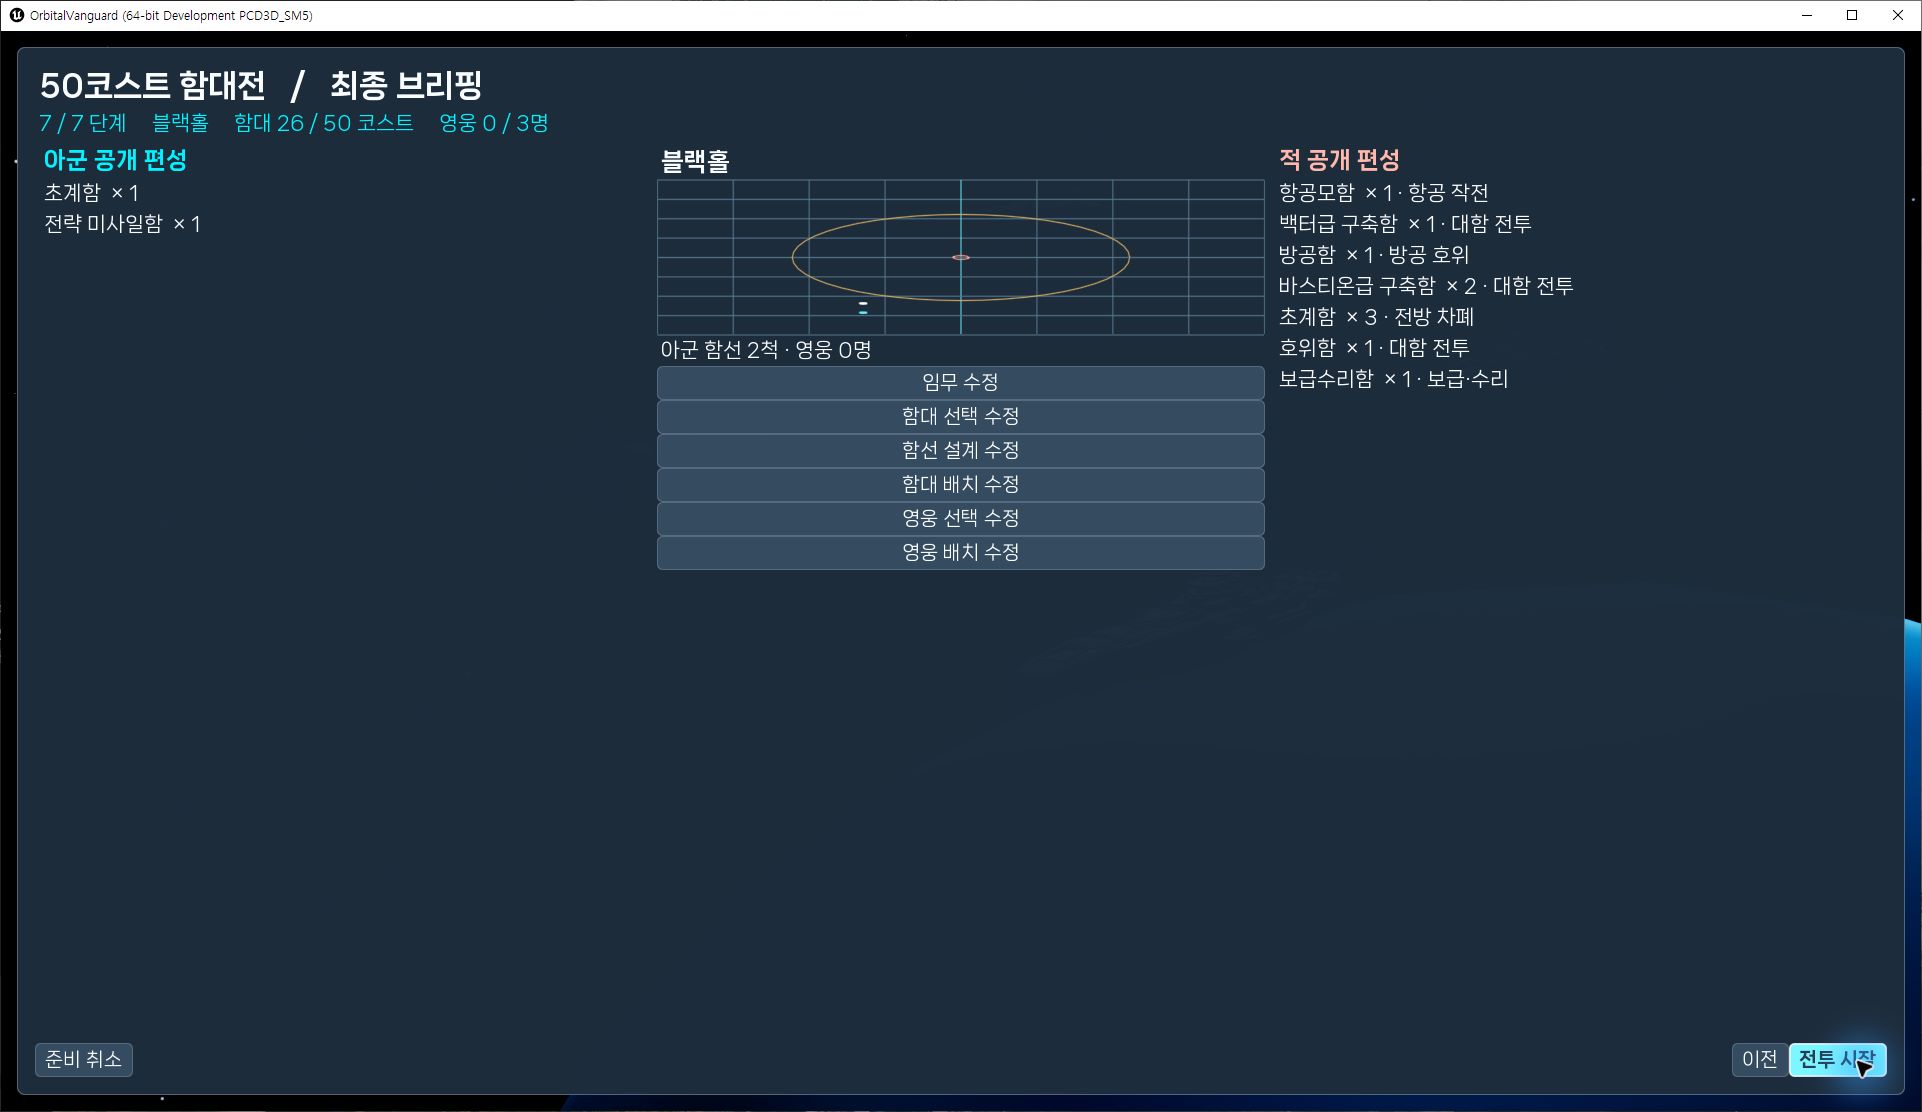 OrbitalVanguard (64-bit Development PCD3D_SM5)
50코스트 함대전 / 최종 브리핑
7 / 7 단계 블랙홀 함대 26 / 50 코스트 영웅 0 / 3명
아군 공개 편성
초계함 × 1
전략 미사일함 × 1
블랙홀
아군 함선 2척 · 영웅 0명
임무 수정
함대 선택 수정
함선 설계 수정
함대 배치 수정
영웅 선택 수정
영웅 배치 수정
적 공개 편성
항공모함 × 1 · 항공 작전
백터급 구축함 × 1 · 대함 전투
방공함 × 1 · 방공 호위
바스티온급 구축함 × 2 · 대함 전투
초계함 × 3 · 전방 차폐
호위함 × 1 · 대함 전투
보급수리함 × 1 · 보급·수리
준비 취소
이전
전투 시작